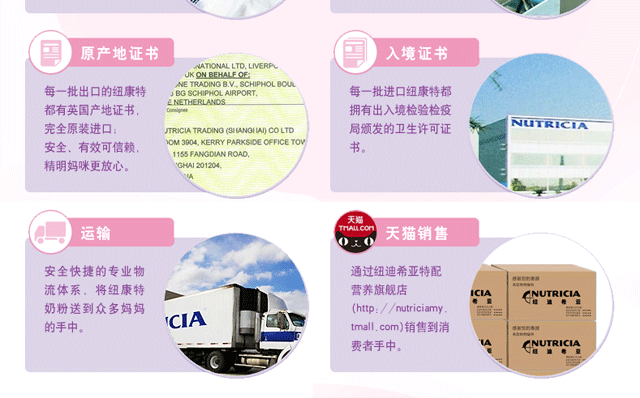 原产地证书
每一批出口的纽康特
都有英国产地证书，
完全原装进口；
安全、有效可信赖，
精明妈咪更放心。
NATIONAL LTD, LIVERPO
UK ON BEHALF OF:
ONE TRADING B.V., SCHIPHOL BOUL
BG SCHIPHOL AIRPORT,
E NETHERLANDS
Consignee
UTRICIA TRADING (SHANGHAI) CO LTD
OOM 3904, KERRY PARKSIDE OFFICE TOW
1155 FANGDIAN ROAD,
NGHAI 201204,
入境证书
每一批进口纽康特都
拥有出入境检验检疫
局颁发的卫生许可证
书。
NUTRICIA
运输
安全快捷的专业物
流体系，将纽康特
奶粉送到众多妈妈
的手中。
ICIA
天猫
TMALL.COM
天猫销售
通过纽迪希亚特配
营养旗舰店
(http://nutriciamy.
tmall.com)销售到消
费者手中。
NUTRICIA
纽迪希亚
NUTRICIA
纽迪希亚